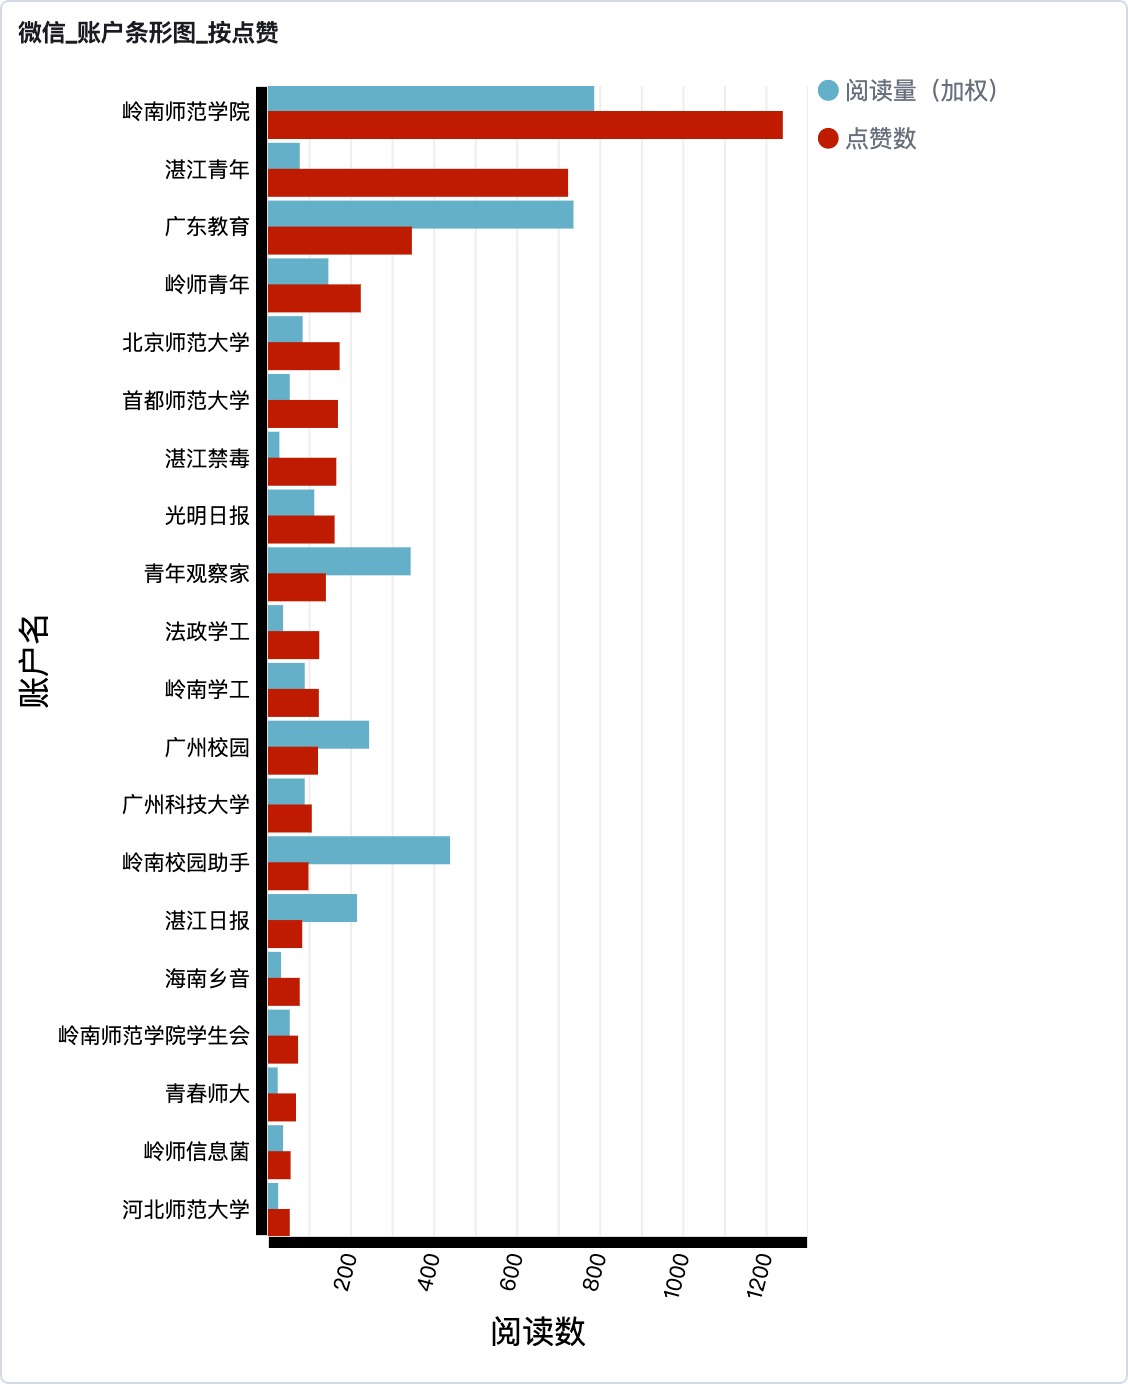 微信_账户条形图_按点赞
阅读量（加权）
点赞数
岭南师范学院
湛江青年
广东教育
岭师青年
北京师范大学
首都师范大学
湛江禁毒
光明日报
青年观察家
法政学工
岭南学工
广州校园
广州科技大学
岭南校园助手
湛江日报
海南乡音
岭南师范学院学生会
青春师大
岭师信息菌
河北师范大学
账户名
200
400
600
800
1000
1200
阅读数